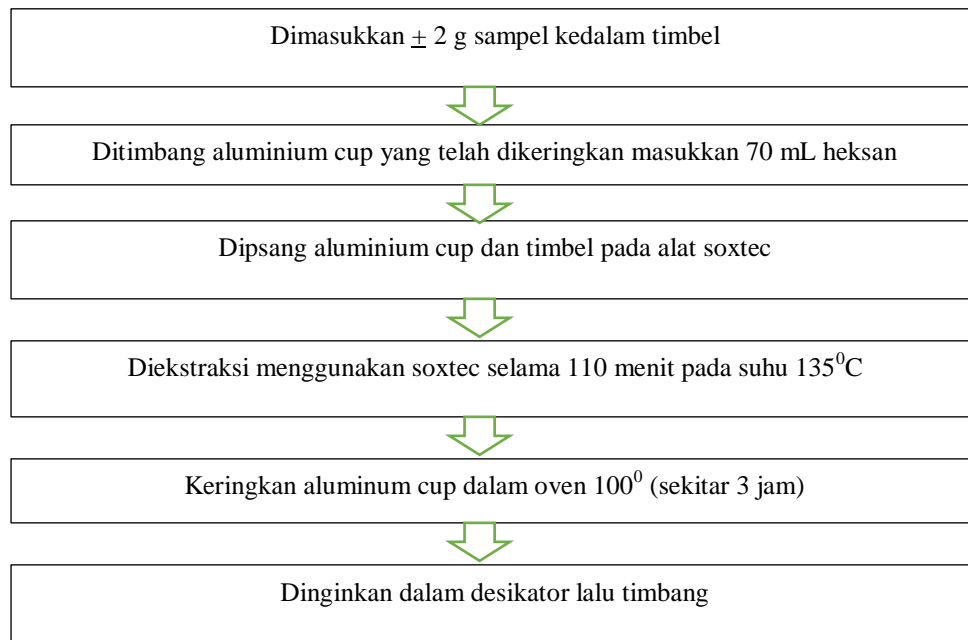 Dimasukkan ± 2 g sampel kedalam timbel
Ditimbang aluminium cup yang telah dikeringkan masukkan 70 mL heksan
Dipsang aluminium cup dan timbel pada alat soxtec
Diekstraksi menggunakan soxtec selama 110 menit pada suhu 135⁰C
Keringkan aluminum cup dalam oven 100⁰ (sekitar 3 jam)
Dinginkan dalam desikator lalu timbang